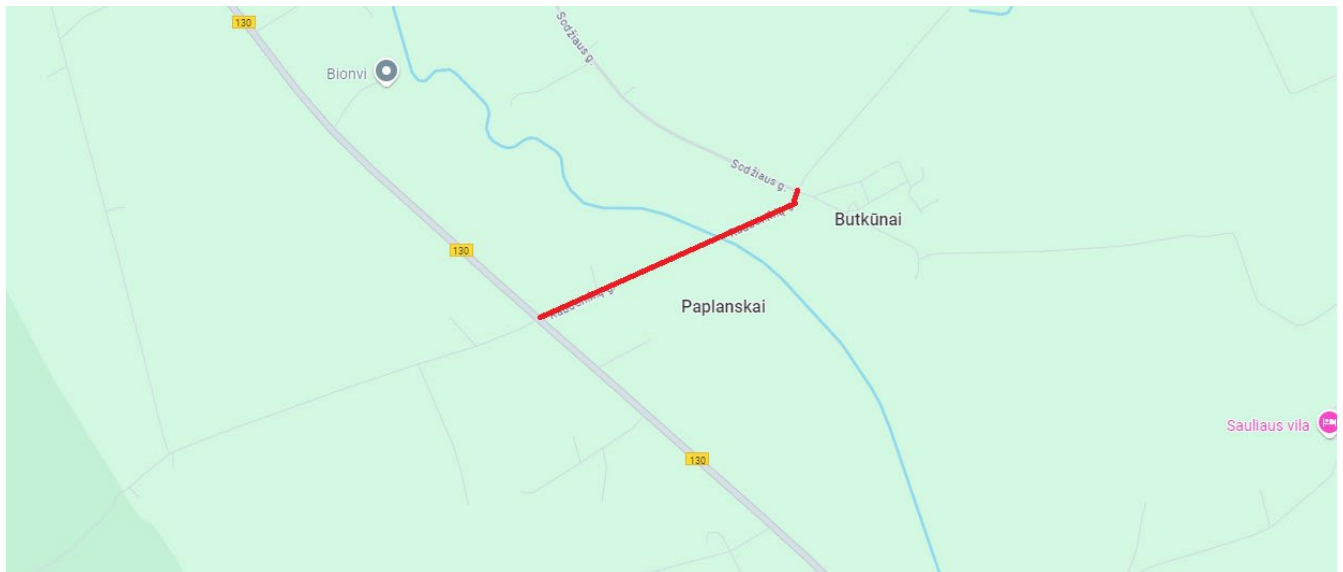 130
Sodžiaus g.
Bionvi
Sodžiaus g.
Butkūnai
130
Paplanskai
Sauliaus vila
130